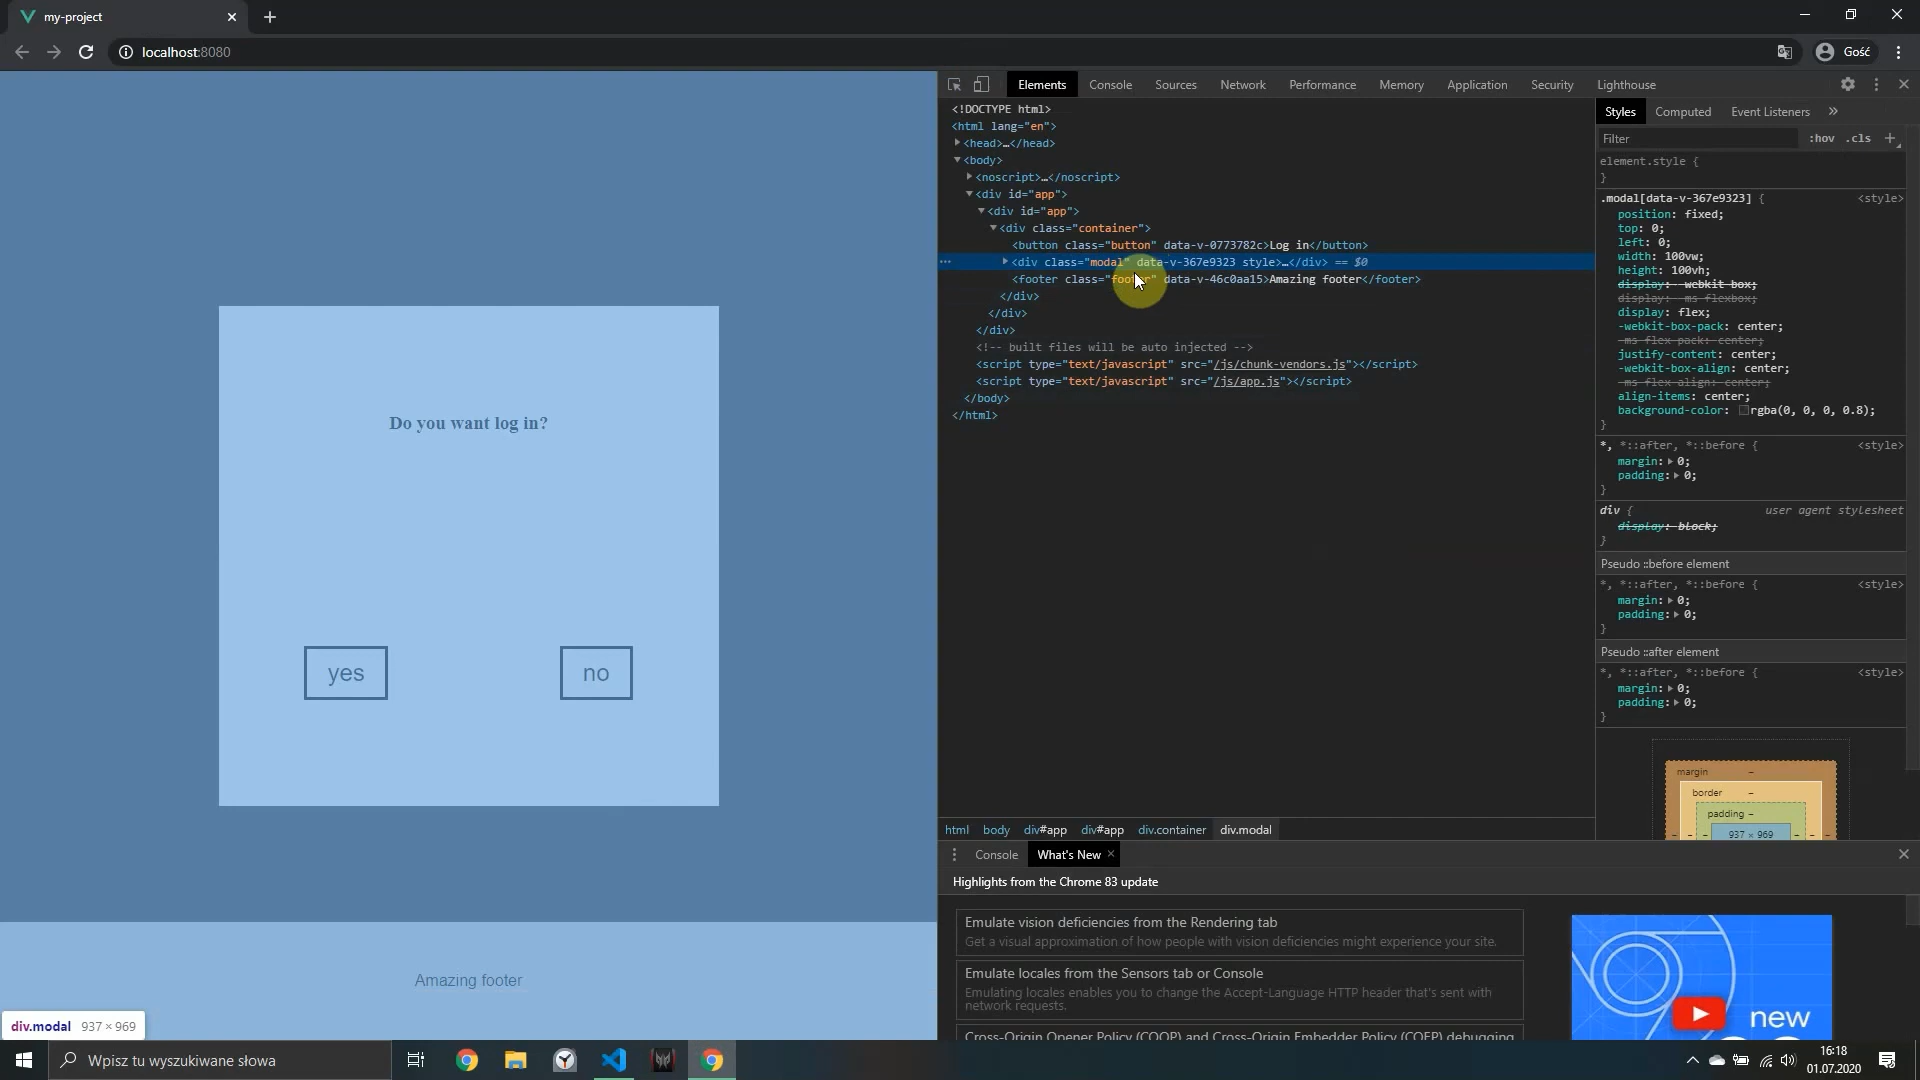 my-project
localhost:8080
Gość
Elements Console Sources Network Performance Memory Application Security Lighthouse
<!DOCTYPE html>
<html lang="en">
<head>…</head>
<body>
<noscript>…</noscript>
<div id="app">
<div id="app">
<div class="container">
<button class="button" data-v-0773782c>Log in</button>
<div class="modal" data-v-367e9323 style>…</div> == $0
<footer class="footer" data-v-46c0aa15>Amazing footer</footer>
</div>
</div>
</div>
<!-- built files will be auto injected -->
<script type="text/javascript" src="/js/chunk-vendors.js"></script>
<script type="text/javascript" src="/js/app.js"></script>
</body>
</html>
html body div#app div#app div.container div.modal
Styles Computed Event Listeners »
Filter :hov .cls +
element.style {
}
.modal[data-v-367e9323] { <style>
position: fixed;
top: 0;
left: 0;
width: 100vw;
height: 100vh;
display: -webkit-box;
display: -ms-flexbox;
display: flex;
-webkit-box-pack: center;
-ms-flex-pack: center;
justify-content: center;
-webkit-box-align: center;
-ms-flex-align: center;
align-items: center;
background-color: rgba(0, 0, 0, 0.8);
}
*, *::after, *::before { <style>
margin: 0;
padding: 0;
}
div { user agent stylesheet
display: block;
}
Pseudo ::before element
*, *::after, *::before { <style>
margin: 0;
padding: 0;
}
Pseudo ::after element
*, *::after, *::before { <style>
margin: 0;
padding: 0;
}
margin –
border –
padding –
937 × 969
Console What's New
Highlights from the Chrome 83 update
Emulate vision deficiencies from the Rendering tab
Get a visual approximation of how people with vision deficiencies might experience your site.
Emulate locales from the Sensors tab or Console
Emulating locales enables you to change the Accept-Language HTTP header that's sent with
network requests.
Cross-Origin Opener Policy (COOP) and Cross-Origin Embedder Policy (COEP) debugging
new
Do you want log in?
yes no
Amazing footer
div.modal 937 × 969
Wpisz tu wyszukiwane słowa
16:18
01.07.2020